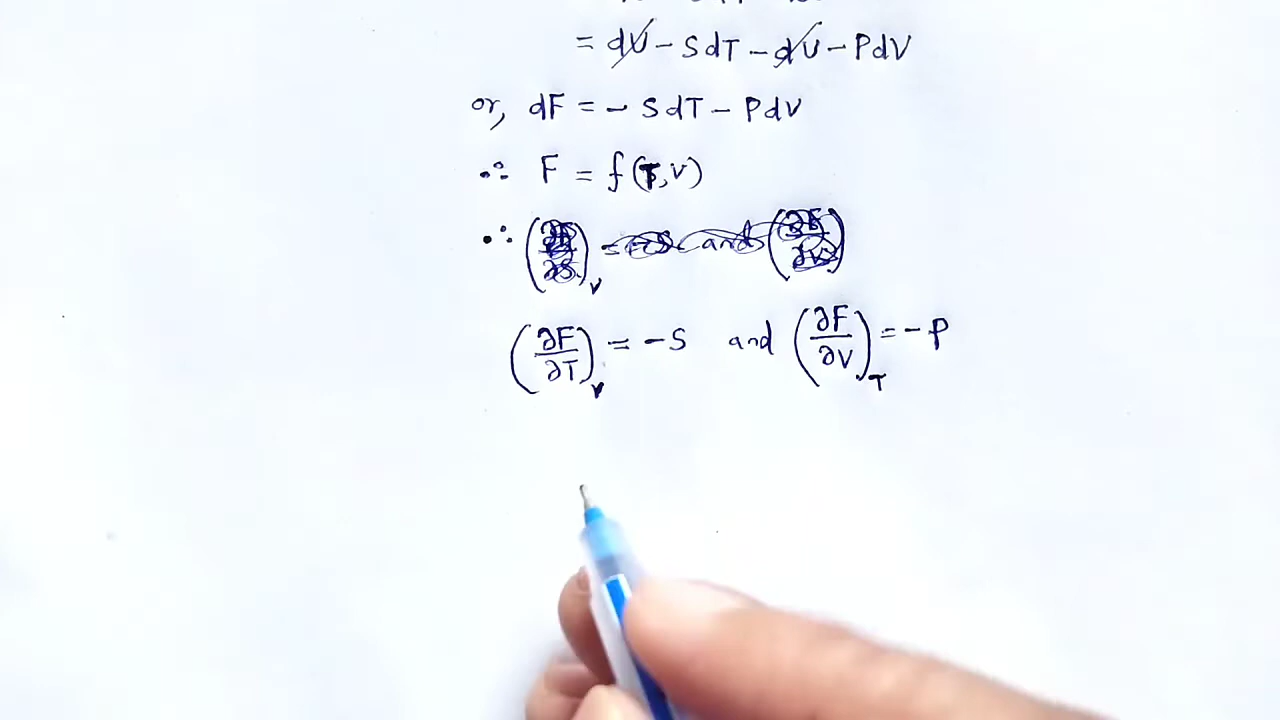 = dU - SdT - dU - PdV
or, dF = - SdT - PdV
∴ F = f(T,V)
∴
(∂F/∂T)_V = -S and (∂F/∂V)_T = -P